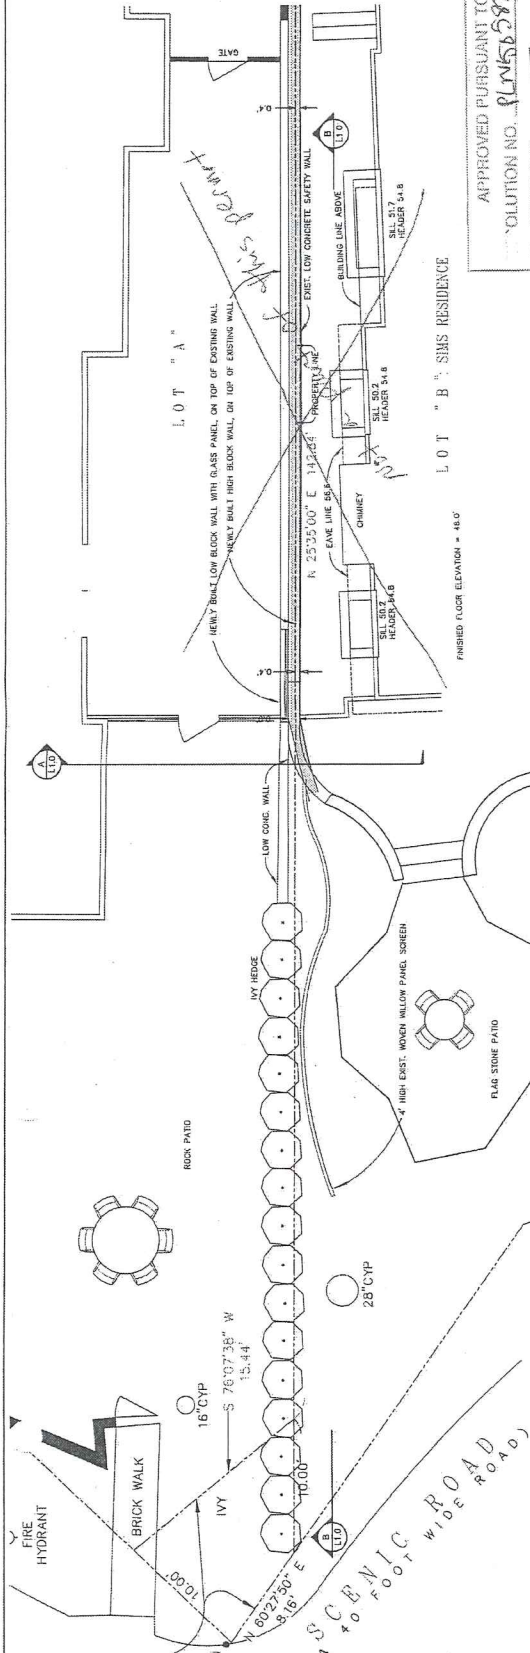 APPROVED PURSUANT TO
OLUTION NO.
GATE
0.4'
LOT "A"
of this permit
NEWLY BUILT LOW BLOCK WALL WITH GLASS PANEL, ON TOP OF EXISTING WALL
NEWLY BUILT HIGH BLOCK WALL, ON TOP OF EXISTING WALL
EXIST. LOW CONCRETE SAFETY WALL
B
L1.0
BUILDING LINE ABOVE
SILL 51.7
HEADER 54.8
PROPERTY LINE
N 25°35'00" E
EAVE LINE 56.6
SILL 50.2
HEADER 54.8
CHIMNEY
Not
SILL 50.2
HEADER 54.8
LOT "B": SIMS RESIDENCE
FINISHED FLOOR ELEVATION = 48.0'
0.4'
A
L1.0
LOW CONC. WALL
IVY HEDGE
ROCK PATIO
4' HIGH EXIST. WOVEN WILLOW PANEL SCREEN
FLAG STONE PATIO
28"CYP
16"CYP
S 76°07'38" W
15.44'
FIRE
HYDRANT
BRICK WALK
IVY
10.00'
10.00'
N 60°27'50" E
8.16'
B
L1.0
SCENIC ROAD
40 FOOT WIDE ROAD)